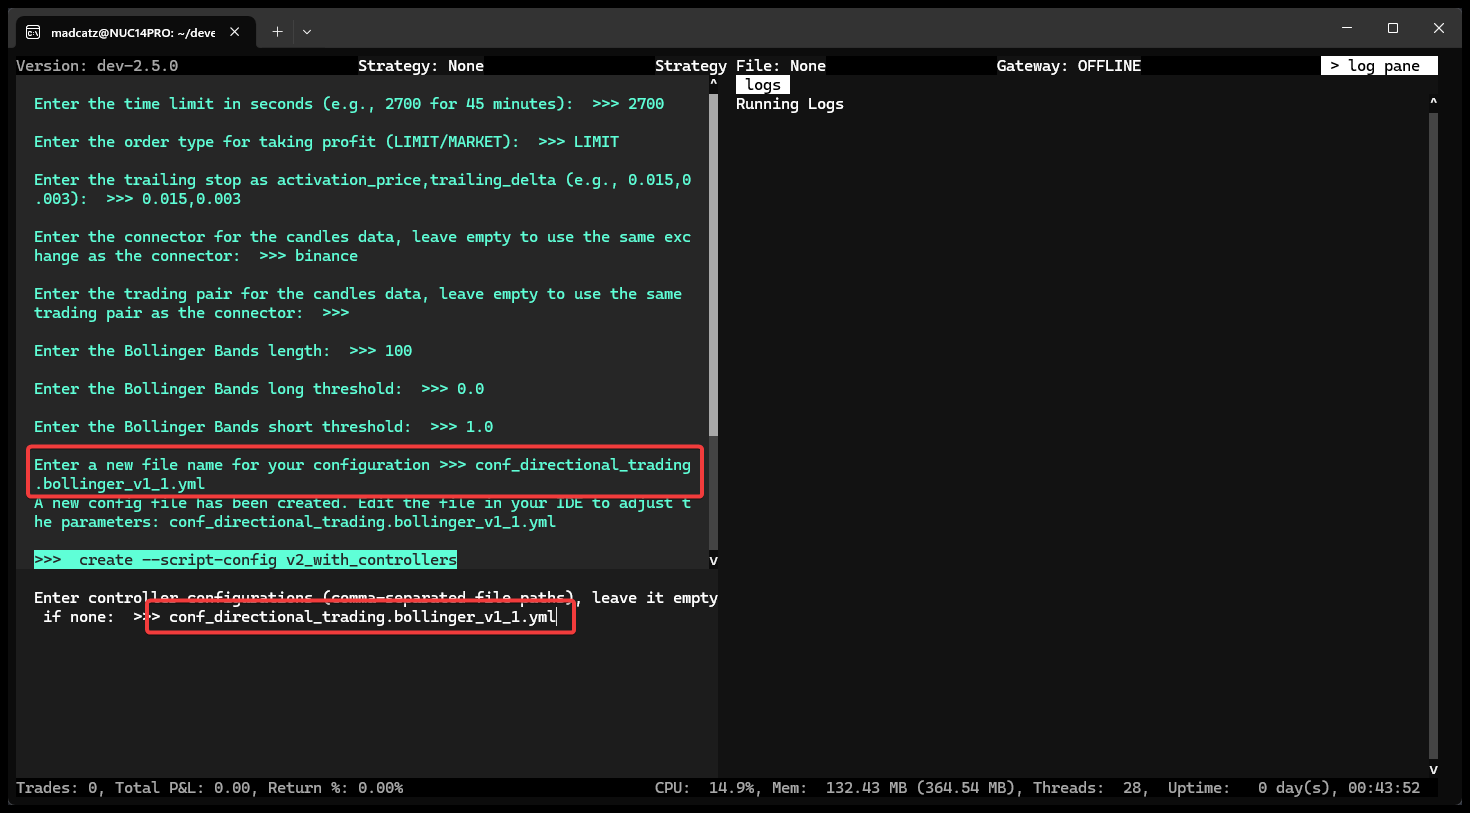 madcatz@NUC14PRO: ~/deve
Version: dev-2.5.0 Strategy: None Strategy File: None Gateway: OFFLINE > log pane
Enter the time limit in seconds (e.g., 2700 for 45 minutes):  >>> 2700
Enter the order type for taking profit (LIMIT/MARKET):  >>> LIMIT
Enter the trailing stop as activation_price,trailing_delta (e.g., 0.015,0
.003):  >>> 0.015,0.003
Enter the connector for the candles data, leave empty to use the same exc
hange as the connector:  >>> binance
Enter the trading pair for the candles data, leave empty to use the same
trading pair as the connector:  >>>
Enter the Bollinger Bands length:  >>> 100
Enter the Bollinger Bands long threshold:  >>> 0.0
Enter the Bollinger Bands short threshold:  >>> 1.0
Enter a new file name for your configuration >>> conf_directional_trading
.bollinger_v1_1.yml
A new config file has been created. Edit the file in your IDE to adjust t
he parameters: conf_directional_trading.bollinger_v1_1.yml
>>>  create --script-config v2_with_controllers
Enter controller configurations (comma-separated file paths), leave it empty
if none:  >>> conf_directional_trading.bollinger_v1_1.yml
logs
Running Logs
Trades: 0, Total P&L: 0.00, Return %: 0.00% CPU:  14.9%, Mem:  132.43 MB (364.54 MB), Threads:  28,  Uptime:   0 day(s), 00:43:52